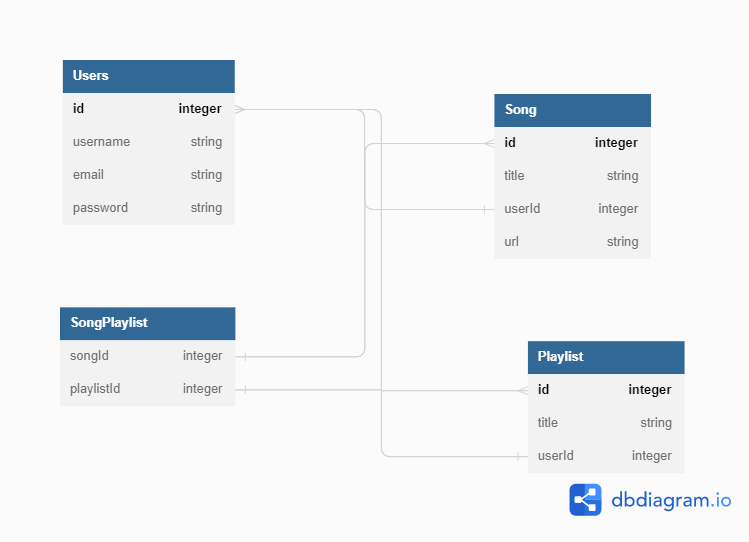 Users
id integer
username string
email string
password string
Song
id integer
title string
userId integer
url string
SongPlaylist
songId integer
playlistId integer
Playlist
id integer
title string
userId integer
dbdiagram.io